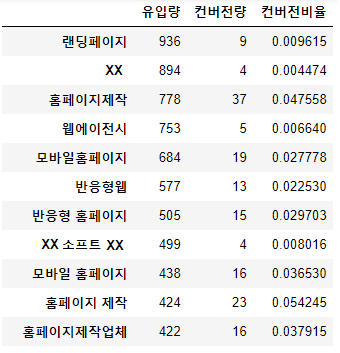 유입량 컨버전량 컨버전비율
랜딩페이지 936 9 0.009615
XX 894 4 0.004474
홈페이지제작 778 37 0.047558
웹에이전시 753 5 0.006640
모바일홈페이지 684 19 0.027778
반응형웹 577 13 0.022530
반응형 홈페이지 505 15 0.029703
XX 소프트 XX 499 4 0.008016
모바일 홈페이지 438 16 0.036530
홈페이지 제작 424 23 0.054245
홈페이지제작업체 422 16 0.037915